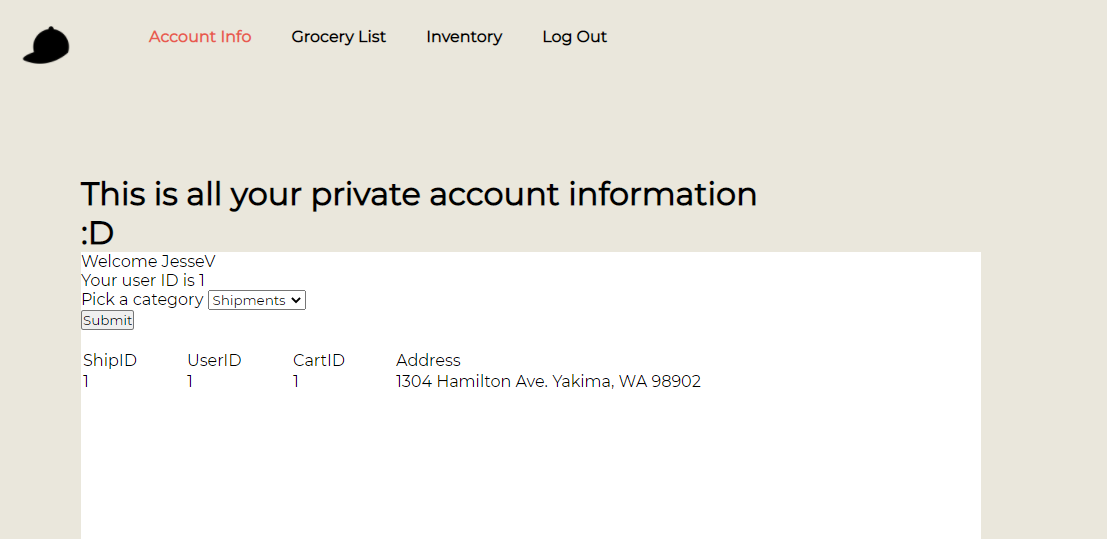 Account Info Grocery List Inventory Log Out
This is all your private account information
:D
Welcome JesseV
Your user ID is 1
Pick a category Shipments
Submit
ShipID UserID CartID Address
1 1 1 1304 Hamilton Ave. Yakima, WA 98902